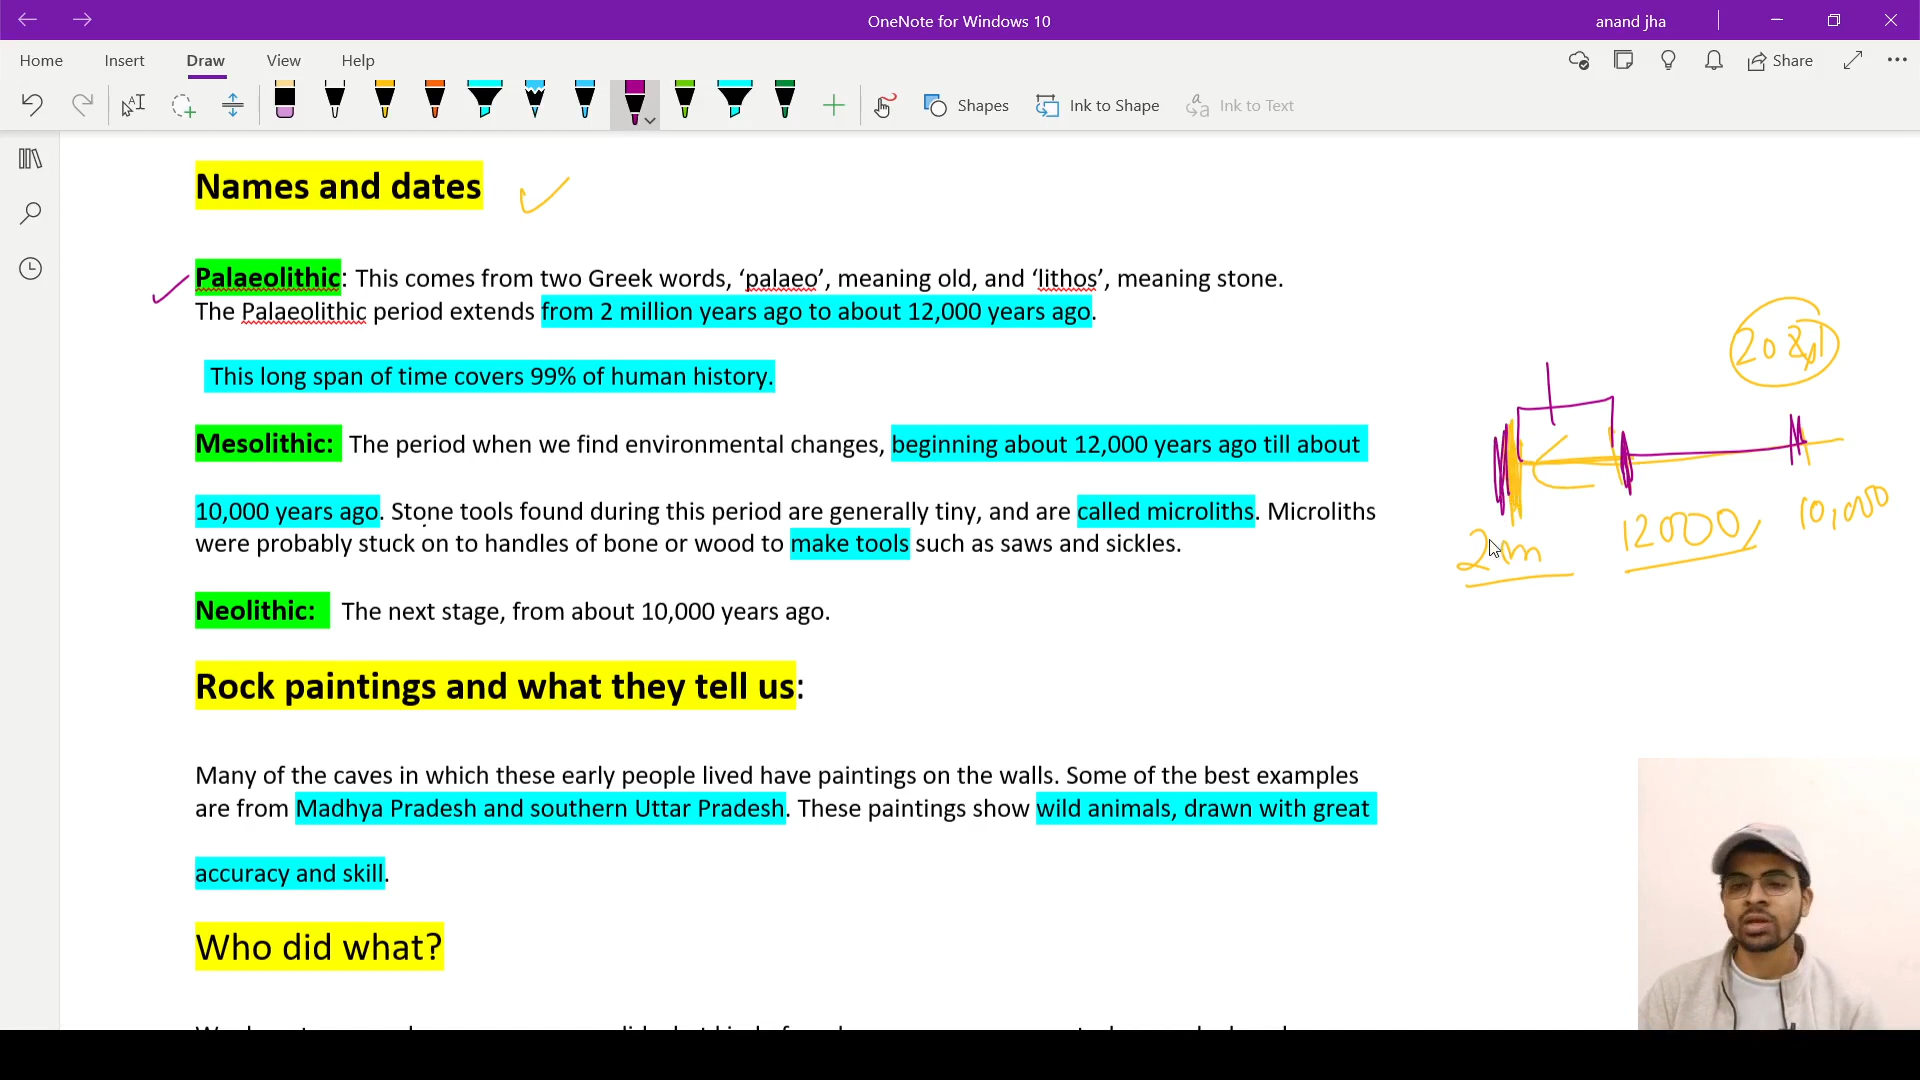 OneNote for Windows 10
anand jha
Home Insert Draw View Help
Share
Shapes Ink to Shape Ink to Text
Names and dates
Palaeolithic: This comes from two Greek words, ‘palaeo’, meaning old, and ‘lithos’, meaning stone.
The Palaeolithic period extends from 2 million years ago to about 12,000 years ago.
This long span of time covers 99% of human history.
Mesolithic: The period when we find environmental changes, beginning about 12,000 years ago till about
10,000 years ago. Stone tools found during this period are generally tiny, and are called microliths. Microliths
were probably stuck on to handles of bone or wood to make tools such as saws and sickles.
Neolithic: The next stage, from about 10,000 years ago.
2m 12000 10,000
Rock paintings and what they tell us:
Many of the caves in which these early people lived have paintings on the walls. Some of the best examples
are from Madhya Pradesh and southern Uttar Pradesh. These paintings show wild animals, drawn with great
accuracy and skill.
Who did what?